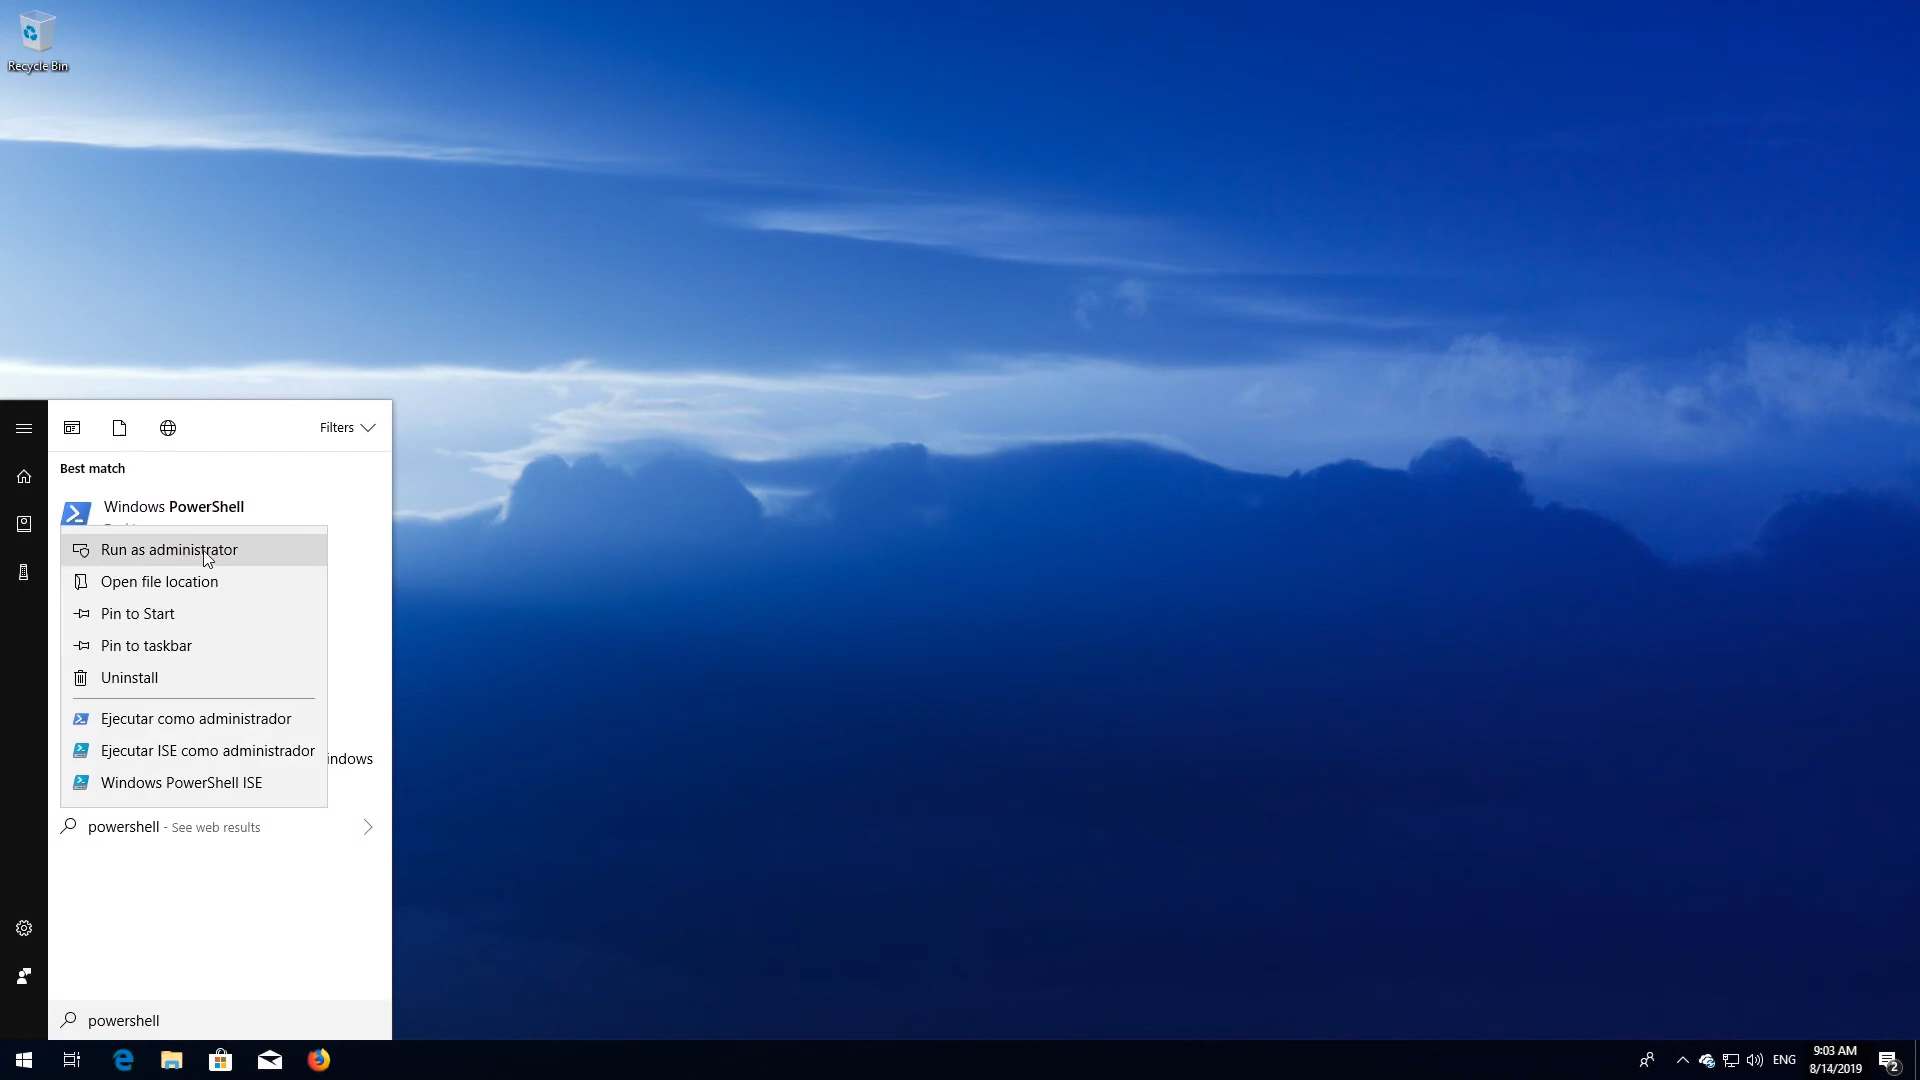 Recycle Bin
Filters
Best match
Windows PowerShell
Run as administrator
Open file location
Pin to Start
Pin to taskbar
Uninstall
Ejecutar como administrador
Ejecutar ISE como administrador
indows
Windows PowerShell ISE
powershell - See web results
powershell
ENG
9:03 AM
8/14/2019
2